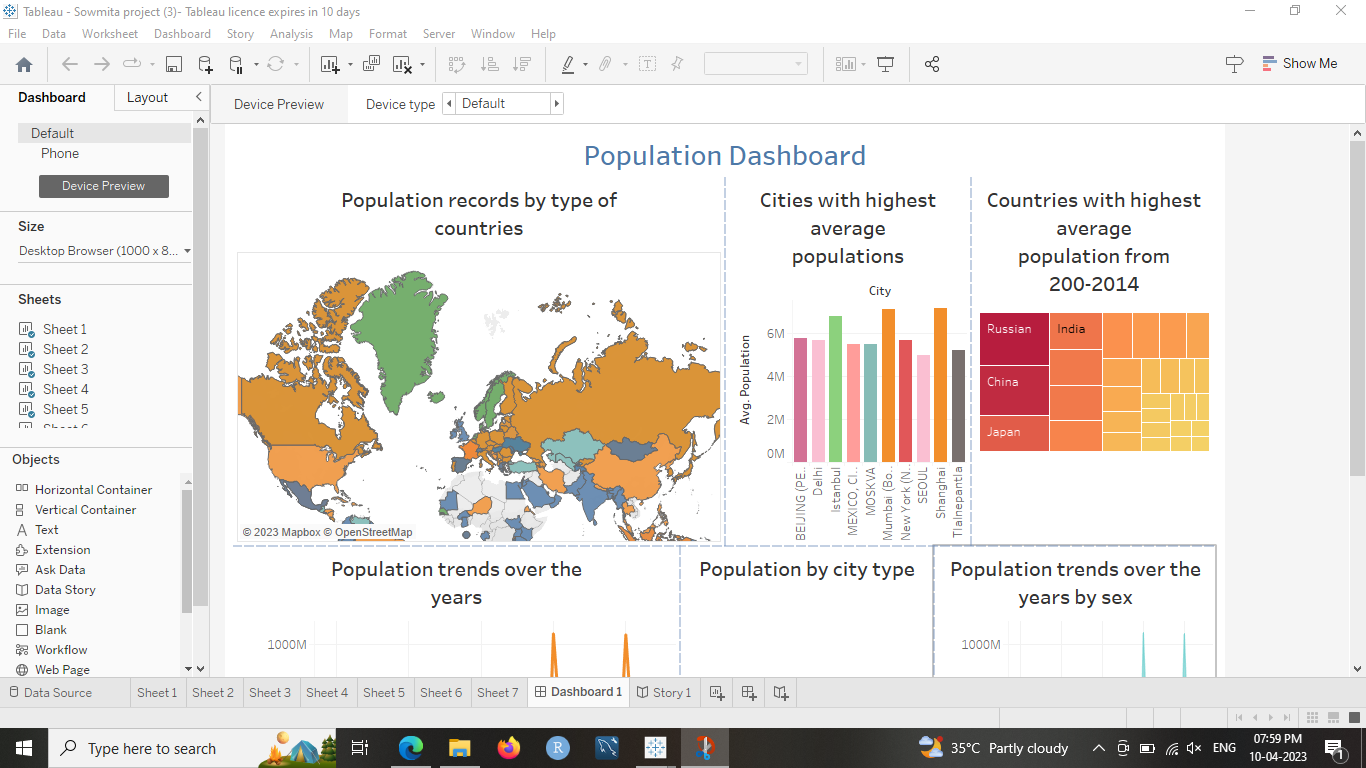 Tableau - Sowmita project (3)- Tableau licence expires in 10 days
File Data Worksheet Dashboard Story Analysis Map Format Server Window Help
Show Me
Dashboard Layout
Device Preview Device type Default
Default
Phone
Device Preview
Size
Desktop Browser (1000 x 8...
Sheets
Sheet 1
Sheet 2
Sheet 3
Sheet 4
Sheet 5
Objects
Horizontal Container
Vertical Container
Text
Extension
Ask Data
Data Story
Image
Blank
Workflow
Web Page
Population Dashboard
Population records by type of
countries
© 2023 Mapbox © OpenStreetMap
Cities with highest
average
populations
City
Avg. Population
6M
4M
2M
0M
BEIJING (PE..
Delhi
Istanbul
MEXICO, CI..
MOSKVA
Mumbai (Bo..
New York (N..
SEOUL
Shanghai
Tlalnepantla
Countries with highest
average
population from
200-2014
Russian
China
Japan
India
Population trends over the
years
1000M
Population by city type
Population trends over the
years by sex
1000M
Data Source Sheet 1 Sheet 2 Sheet 3 Sheet 4 Sheet 5 Sheet 6 Sheet 7 Dashboard 1 Story 1
Type here to search
35°C Partly cloudy
ENG
07:59 PM
10-04-2023
1